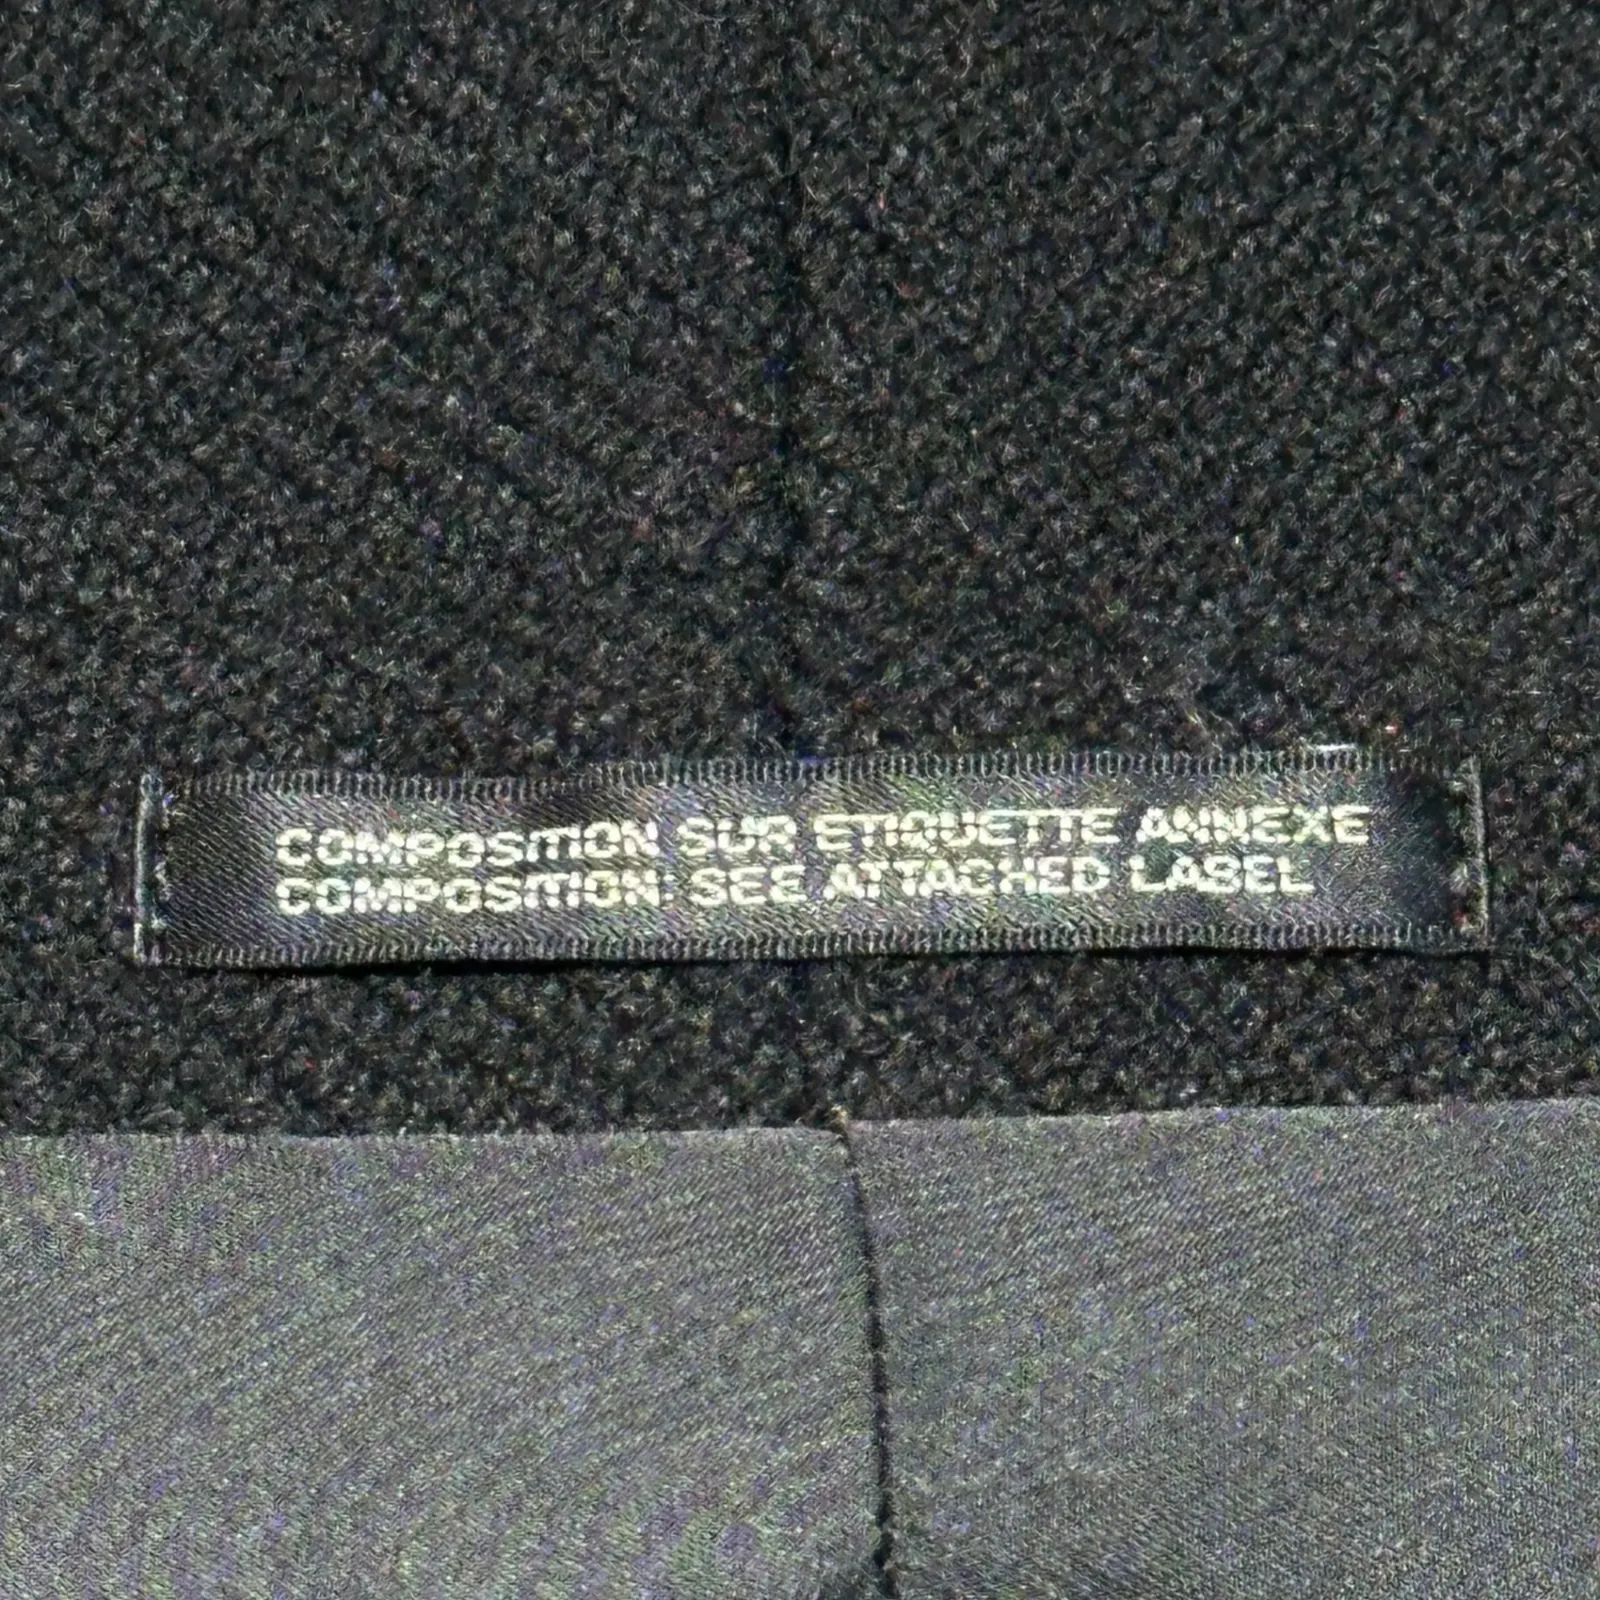 COMPOSITION SUR ETIQUETTE ANNEXE
COMPOSITION: SEE ATTACHED LABEL